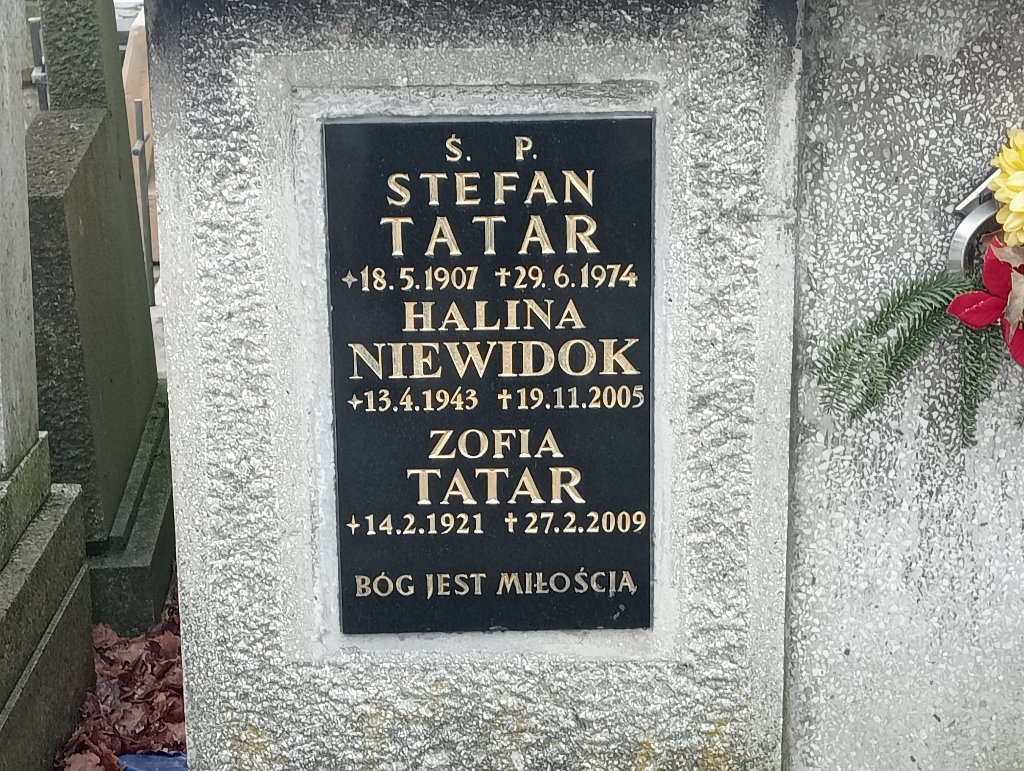 Ś. P.
STEFAN
TATAR
+18.5.1907 †29.6.1974
HALINA
NIEWIDOK
+13.4.1943 †19.11.2005
ZOFIA
TATAR
+14.2.1921 †27.2.2009
BÓG JEST MIŁOŚCIĄ